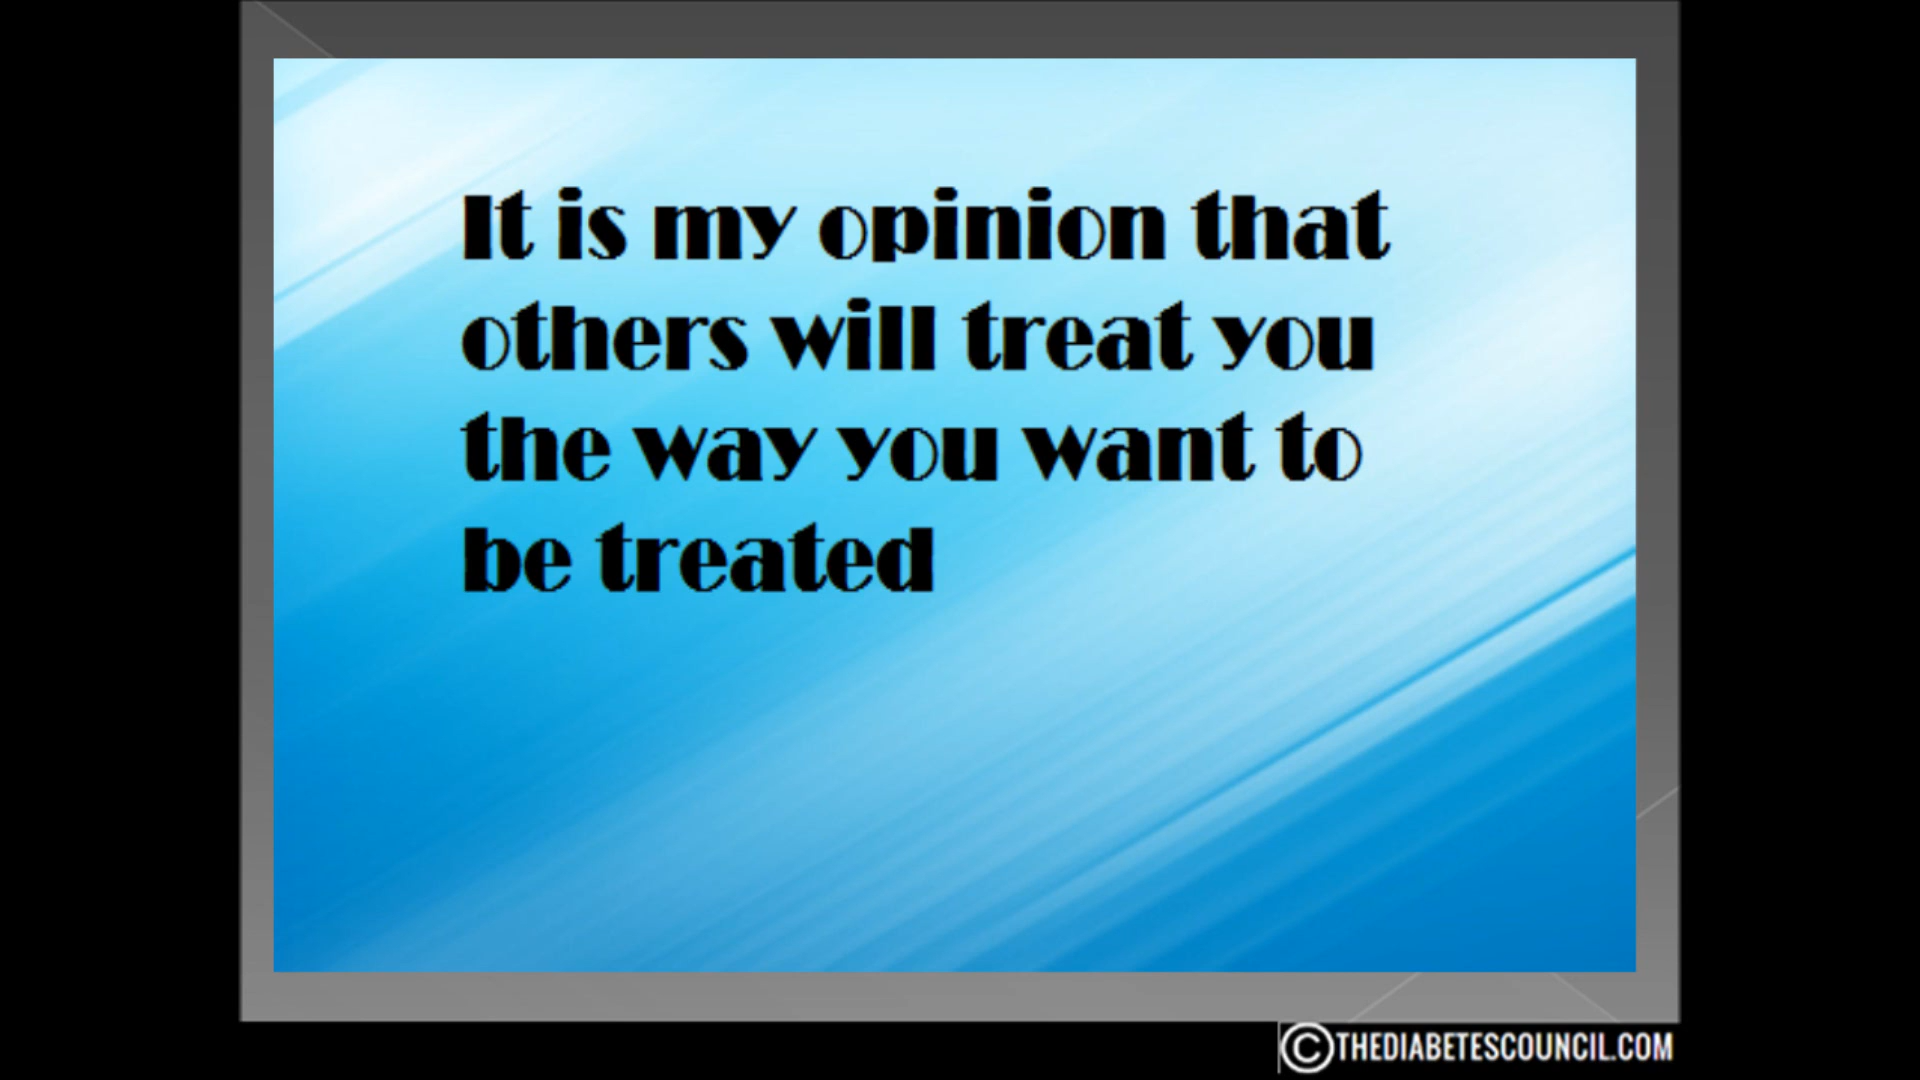 It is my opinion that
others will treat you
the way you want to
be treated
©THEDIABETESCOUNCIL.COM